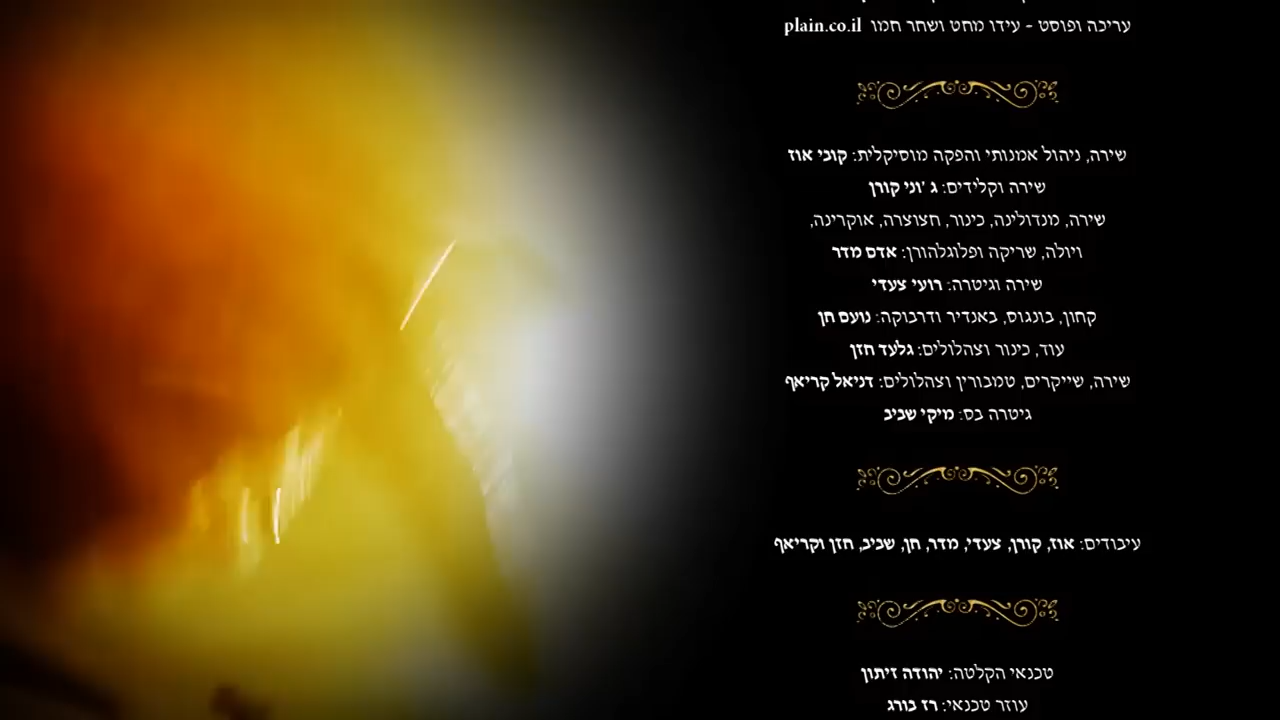 עריכה ופוסט - עידו מחט ושחר חמו plain.co.il
שירה, ניהול אמנותי והפקה מוסיקלית: קובי אוז
שירה וקלידים: ג 'וני קורן
שירה, מנדולינה, כינור, חצוצרה, אוקרינה,
ויולה, שריקה ופלוגלהורן: אדם מדר
שירה וגיטרה: רועי צעדי
קחון, בונגוס, באנדיר ודרבוקה: נועם חן
עוד, כינור וצהלולים: גלעד חזן
שירה, שייקרים, טמבורין וצהלולים: דניאל קריאף
גיטרה בס: מיקי שביב
עיבודים: אוז, קורן, צעדי, מדר, חן, שביב, חזן וקריאף
טכנאי הקלטה: יהודה זיתון
עוזר טכנאי: רז בורג